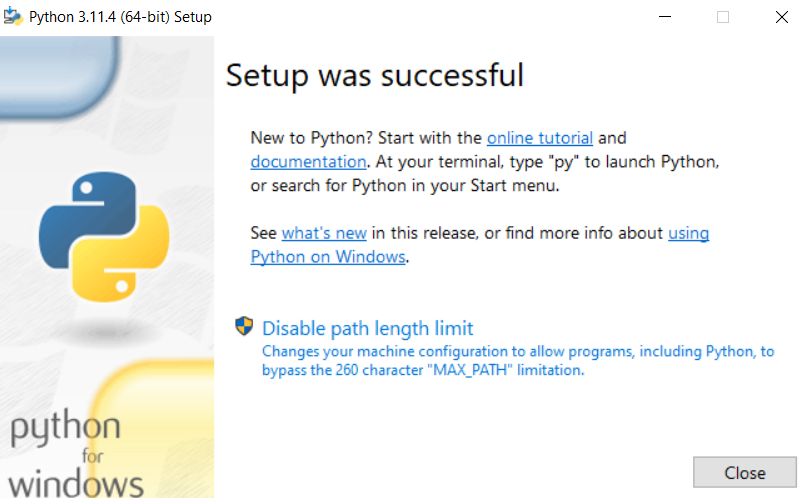 Python 3.11.4 (64-bit) Setup
Setup was successful
New to Python? Start with the online tutorial and
documentation. At your terminal, type "py" to launch Python,
or search for Python in your Start menu.
See what's new in this release, or find more info about using
Python on Windows.
Disable path length limit
Changes your machine configuration to allow programs, including Python, to
bypass the 260 character "MAX_PATH" limitation.
python
for
windows
Close